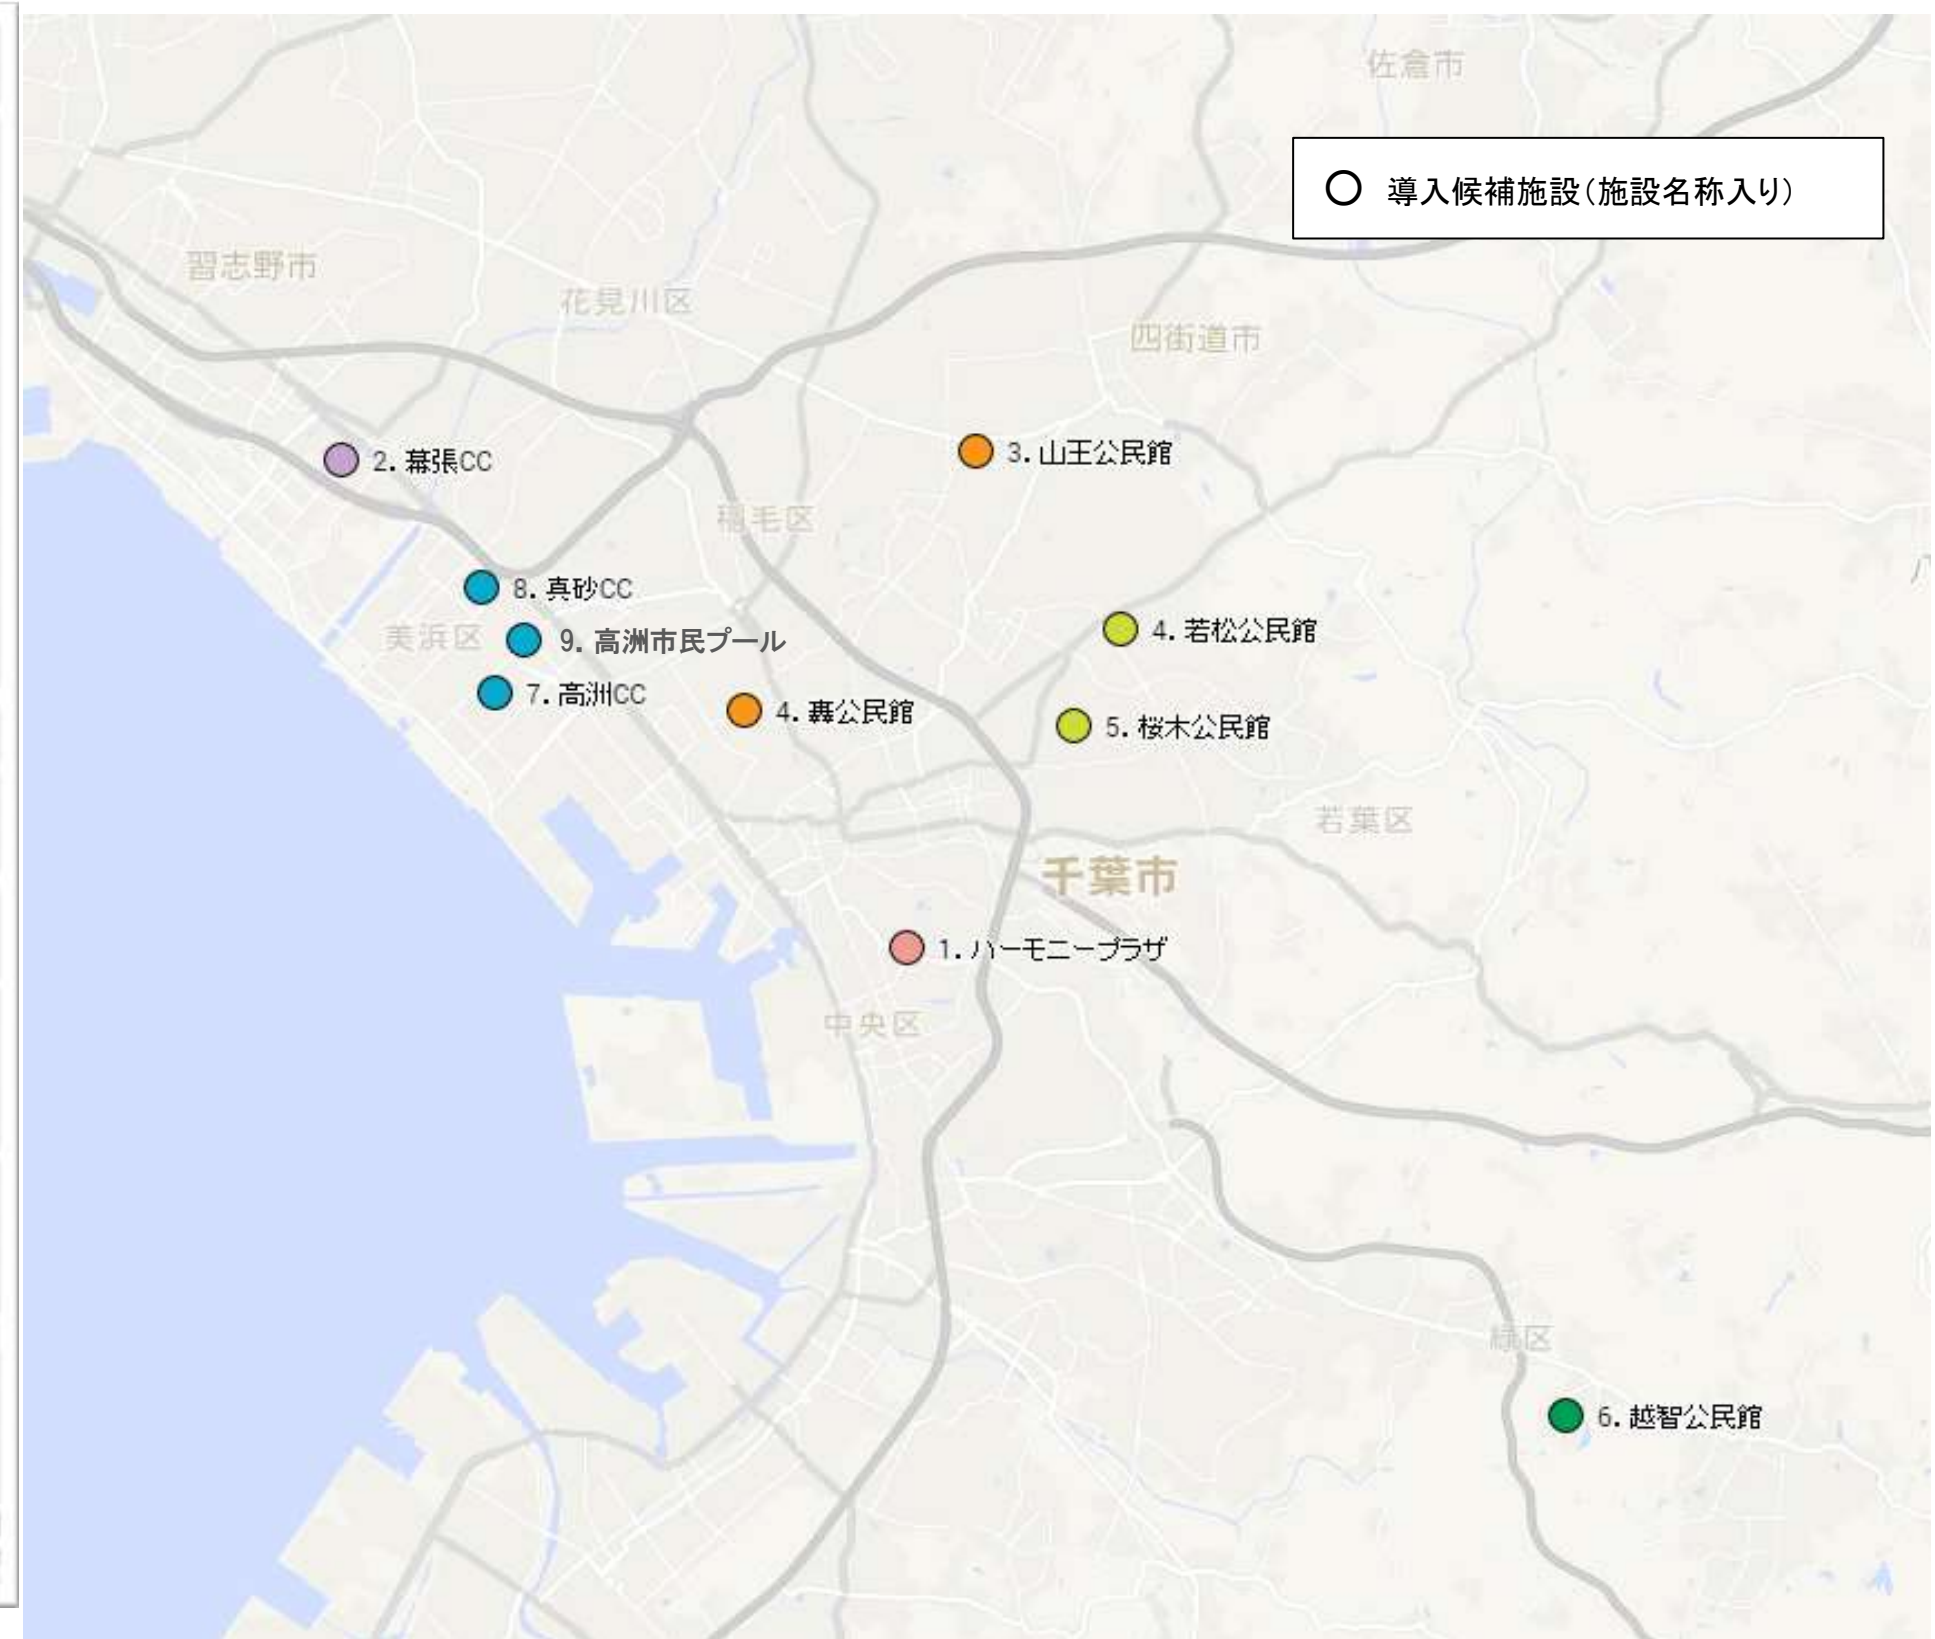 佐倉市
○ 導入候補施設(施設名称入り)
習志野市
花見川区
四街道市
2. 幕張CC
3. 山王公民館
稲毛区
8. 真砂CC
美浜区
9. 高洲市民プール
4. 若松公民館
7. 高洲CC
4. 轟公民館
5. 桜木公民館
若葉区
千葉市
1. ハーモニープラザ
中央区
緑区
6. 越智公民館